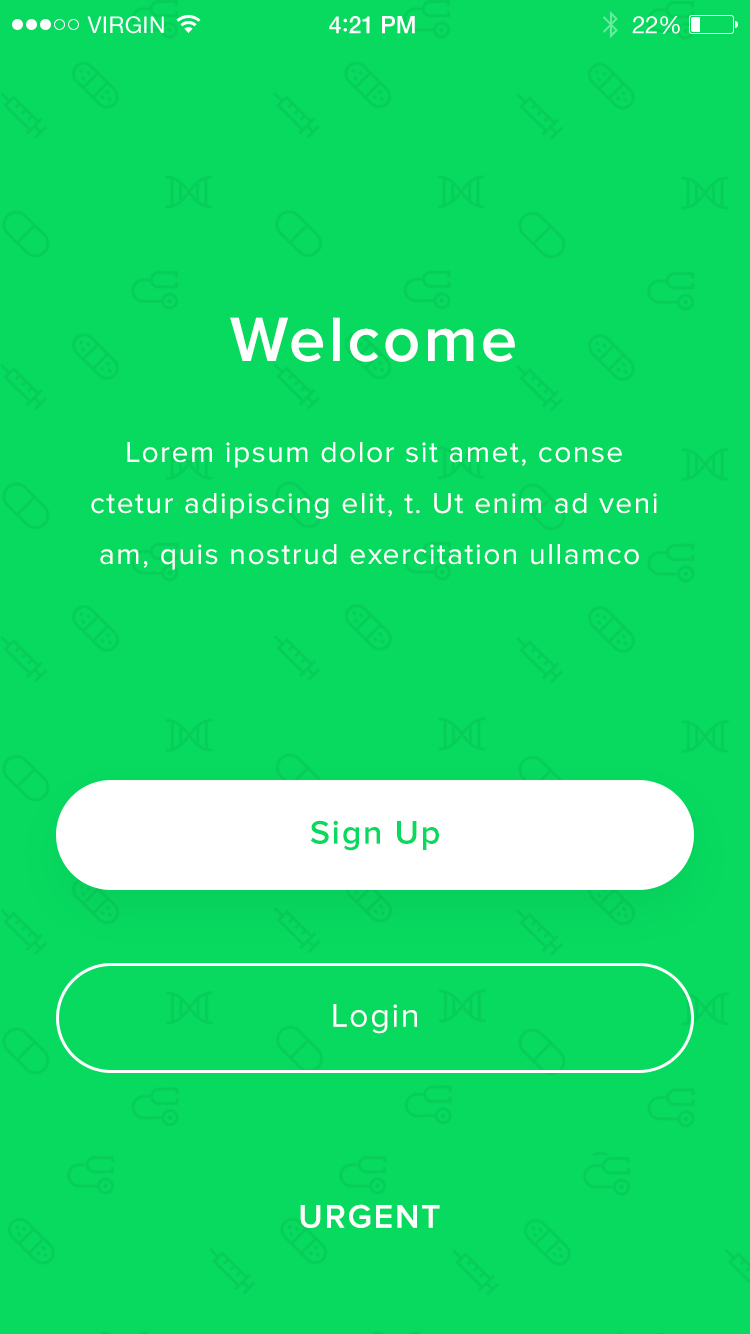 VIRGIN 4:21 PM 22%
Welcome
Lorem ipsum dolor sit amet, conse
ctetur adipiscing elit, t. Ut enim ad veni
am, quis nostrud exercitation ullamco
Sign Up
Login
URGENT